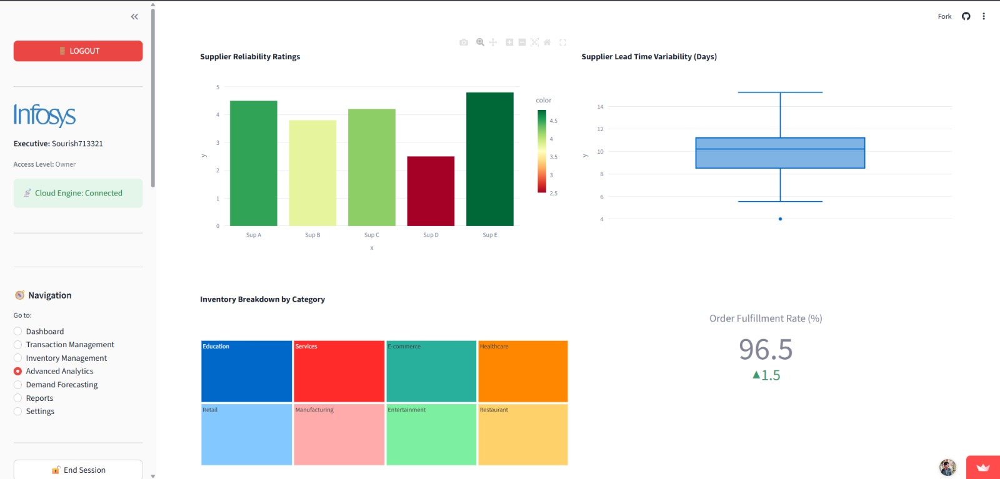 Fork
LOGOUT
Infosys
Executive: Sourish713321
Access Level: Owner
Cloud Engine: Connected
Navigation
Go to:
Dashboard
Transaction Management
Inventory Management
Advanced Analytics
Demand Forecasting
Reports
Settings
End Session
Supplier Reliability Ratings
5
4
3
2
1
0
y
Sup A
Sup B
Sup C
Sup D
Sup E
x
color
4.5
4
3.5
3
2.5
Supplier Lead Time Variability (Days)
14
12
10
8
6
4
y
Inventory Breakdown by Category
Education
Services
E-commerce
Healthcare
Retail
Manufacturing
Entertainment
Restaurant
Order Fulfillment Rate (%)
96.5
▲1.5